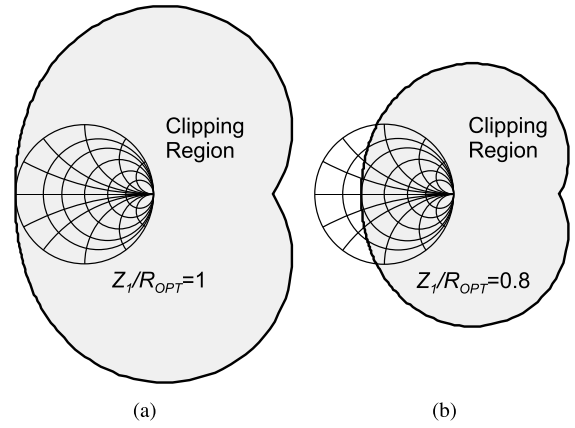 Clipping
Region
Z1/ROPT=1
(a)
Clipping
Region
Z1/ROPT=0.8
(b)